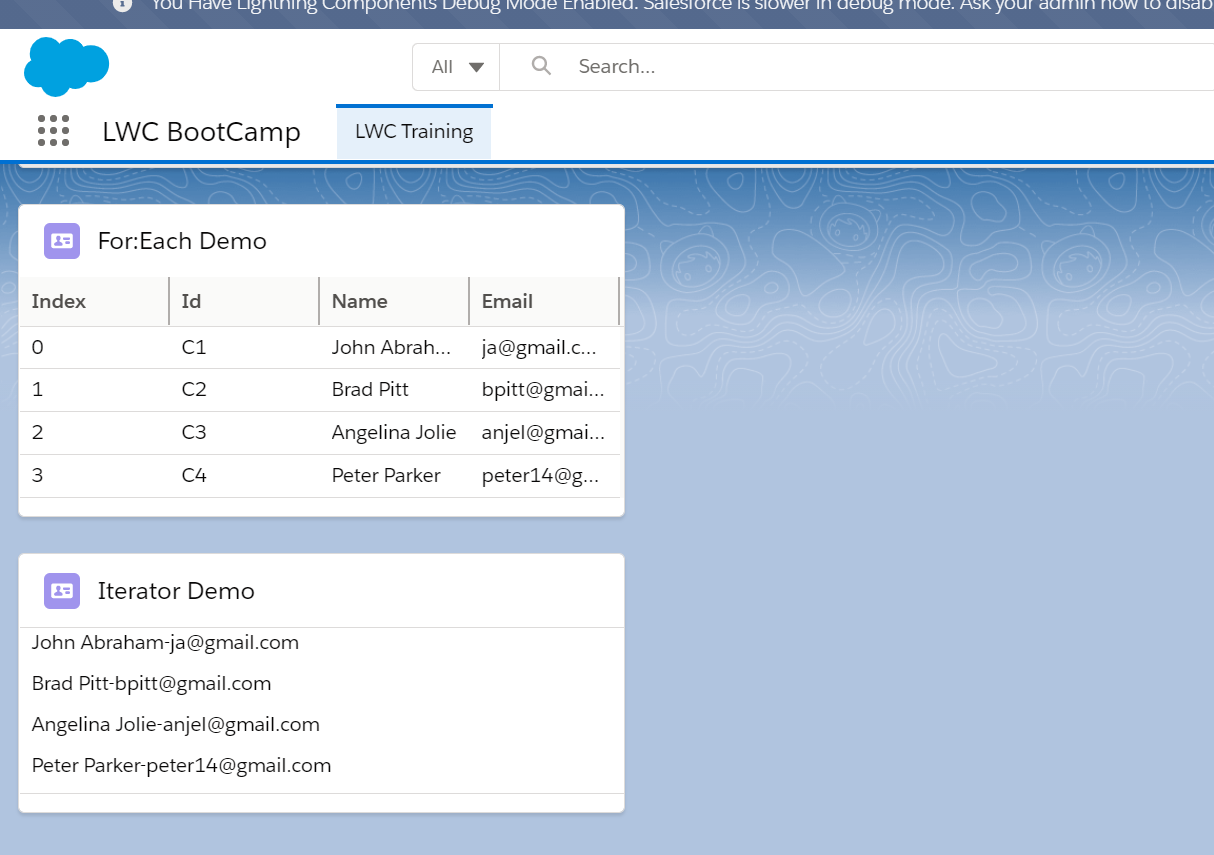 You Have Lightning Components Debug Mode Enabled. Salesforce is slower in debug mode. Ask your admin how to disab
All Search...
LWC BootCamp LWC Training
For:Each Demo
Index Id Name Email
0 C1 John Abrah... ja@gmail.c...
1 C2 Brad Pitt bpitt@gmai...
2 C3 Angelina Jolie anjel@gmai...
3 C4 Peter Parker peter14@g...
Iterator Demo
John Abraham-ja@gmail.com
Brad Pitt-bpitt@gmail.com
Angelina Jolie-anjel@gmail.com
Peter Parker-peter14@gmail.com